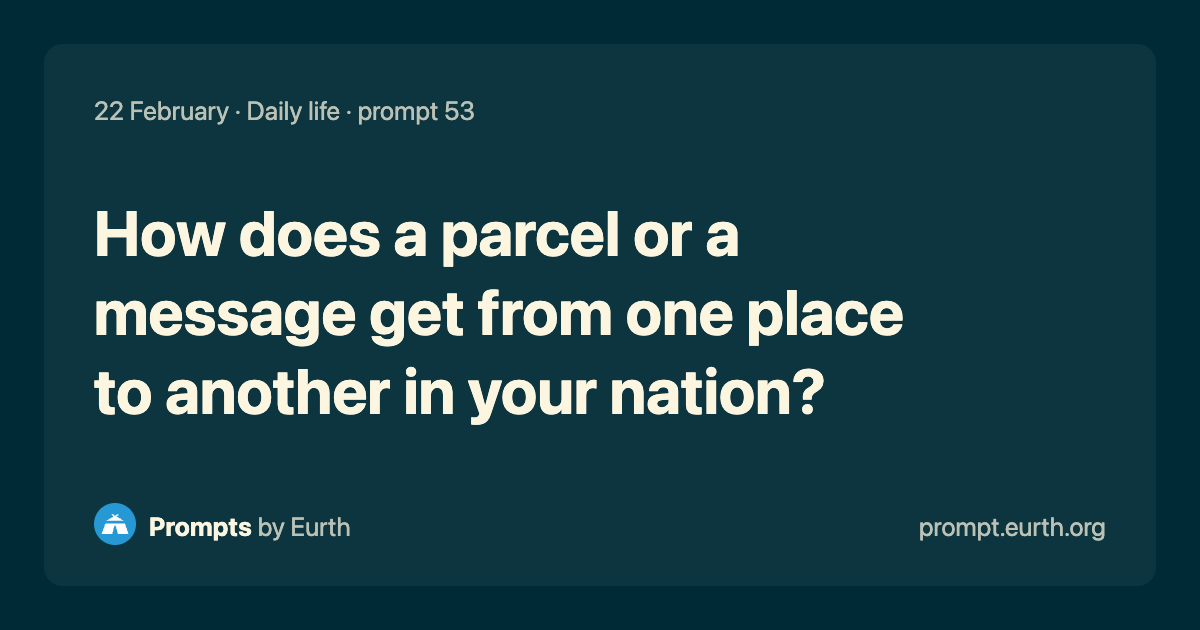 22 February · Daily life · prompt 53
How does a parcel or a
message get from one place
to another in your nation?
Prompts by Eurth
prompt.eurth.org